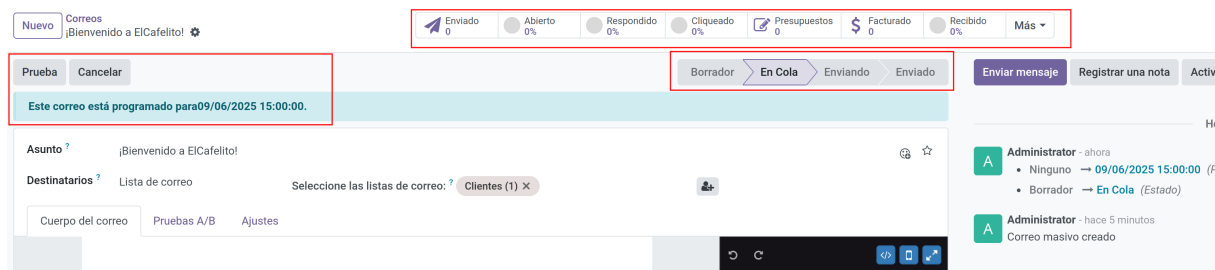 Nuevo
Correos
¡Bienvenido a ElCafelito!
Enviado 0
Abierto 0%
Respondido 0%
Cliqueado 0%
Presupuestos 0
Facturado 0
Recibido 0%
Más
Prueba Cancelar
Borrador En Cola Enviando Enviado
Enviar mensaje Registrar una nota Activ
Este correo está programado para09/06/2025 15:00:00.
Asunto ? ¡Bienvenido a ElCafelito!
Destinatarios ? Lista de correo Seleccione las listas de correo: ? Clientes (1) ×
Cuerpo del correo Pruebas A/B Ajustes
H
A
Administrator - ahora
• Ninguno → 09/06/2025 15:00:00 (
• Borrador → En Cola (Estado)
A
Administrator - hace 5 minutos
Correo masivo creado